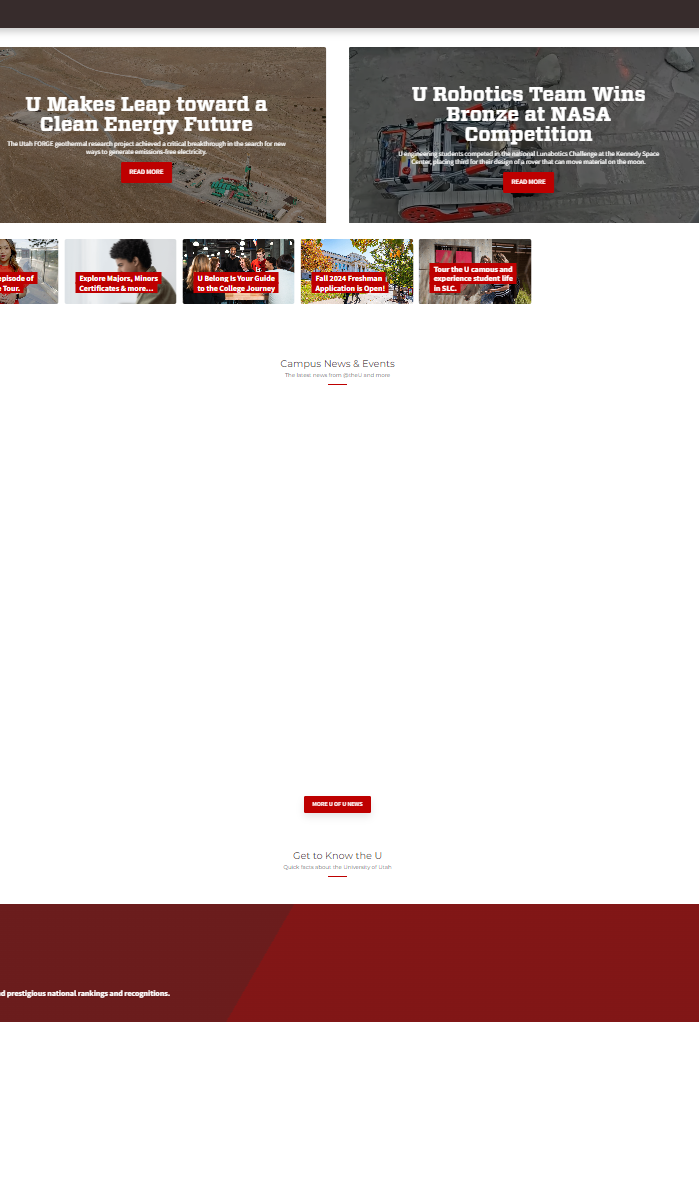 U Makes Leap toward a
Clean Energy Future
The Utah FORGE geothermal research project achieved a critical breakthrough in the search for new
ways to generate emissions-free electricity.
READ MORE
U Robotics Team Wins
Bronze at NASA
Competition
U engineering students competed in the national Lunabotics Challenge at the Kennedy Space
Center, placing third for their design of a rover that can move material on the moon.
READ MORE
episode of
Tour.
Explore Majors, Minors
Certificates & more...
U Belong Is Your Guide
to the College Journey
Fall 2024 Freshman
Application is Open!
Tour the U campus and
experience student life
in SLC.
Campus News & Events
The latest news from @theU and more
MORE U OF U NEWS
Get to Know the U
Quick facts about the University of Utah
prestigious national rankings and recognitions.